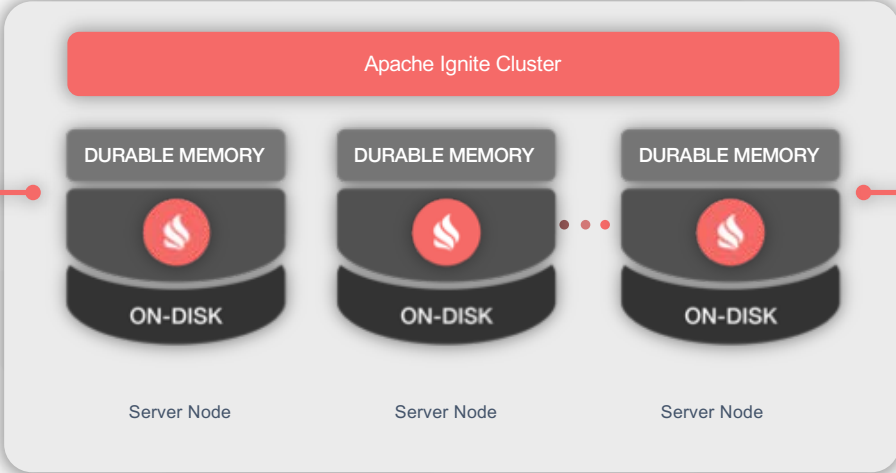 Apache Ignite Cluster
DURABLE MEMORY
DURABLE MEMORY
DURABLE MEMORY
ON-DISK
ON-DISK
ON-DISK
Server Node
Server Node
Server Node